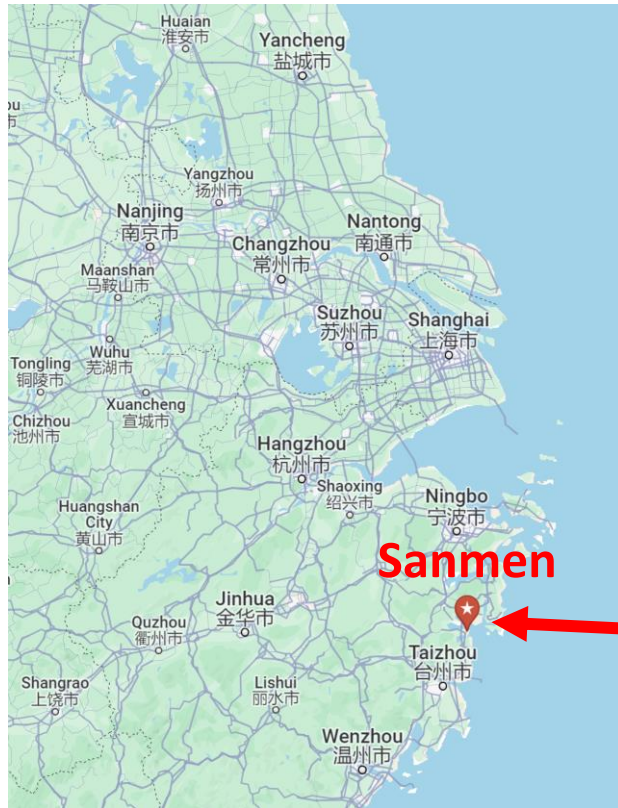 Huaian
淮安市
Yancheng
盐城市
ou
市
Yangzhou
扬州市
Nanjing
南京市
Nantong
南通市
Changzhou
常州市
Maanshan
马鞍山市
Suzhou
苏州市
Shanghai
上海市
Wuhu
芜湖市
Tongling
铜陵市
Xuancheng
宣城市
Chizhou
池州市
Hangzhou
杭州市
Shaoxing
绍兴市
Ningbo
宁波市
Huangshan
City
黄山市
Sanmen
n
Jinhua
金华市
Quzhou
衢州市
Taizhou
台州市
Shangrao
上饶市
Lishui
丽水市
Wenzhou
温州市